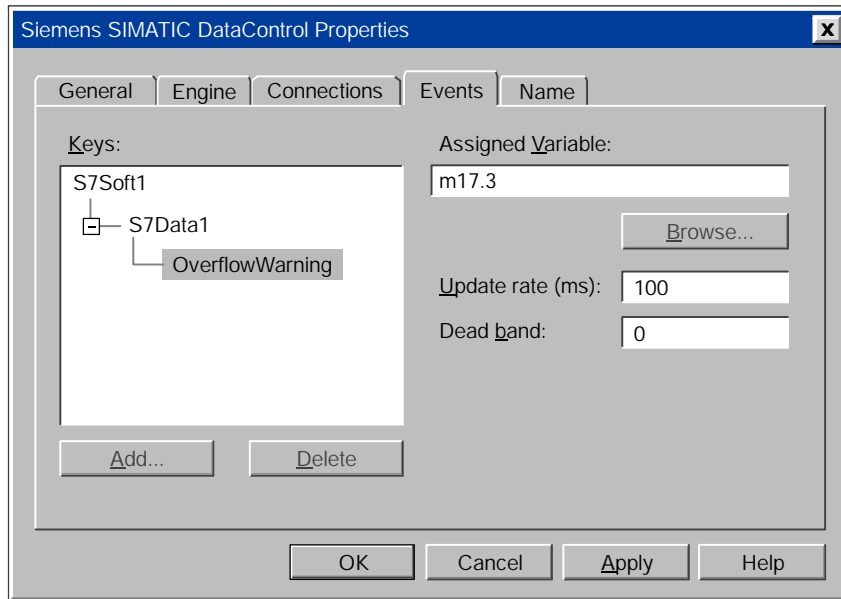 Siemens SIMATIC DataControl Properties
General Engine Connections Events Name
Keys:
S7Soft1
S7Data1
OverflowWarning
Add...
Delete
Assigned Variable:
m17.3
Browse...
Update rate (ms): 100
Dead band: 0
OK Cancel Apply Help